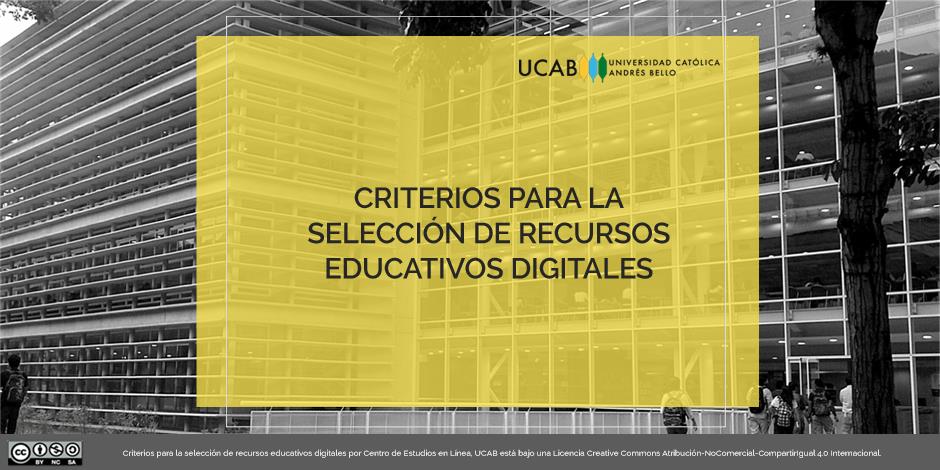 UCAB UNIVERSIDAD CATÓLICA
ANDRÉS BELLO
CRITERIOS PARA LA
SELECCIÓN DE RECURSOS
EDUCATIVOS DIGITALES
cc BY NC SA
Criterios para la selección de recursos educativos digitales por Centro de Estudios en Línea, UCAB está bajo una Licencia Creative Commons Atribución-NoComercial-CompartirIgual 4.0 Internacional.